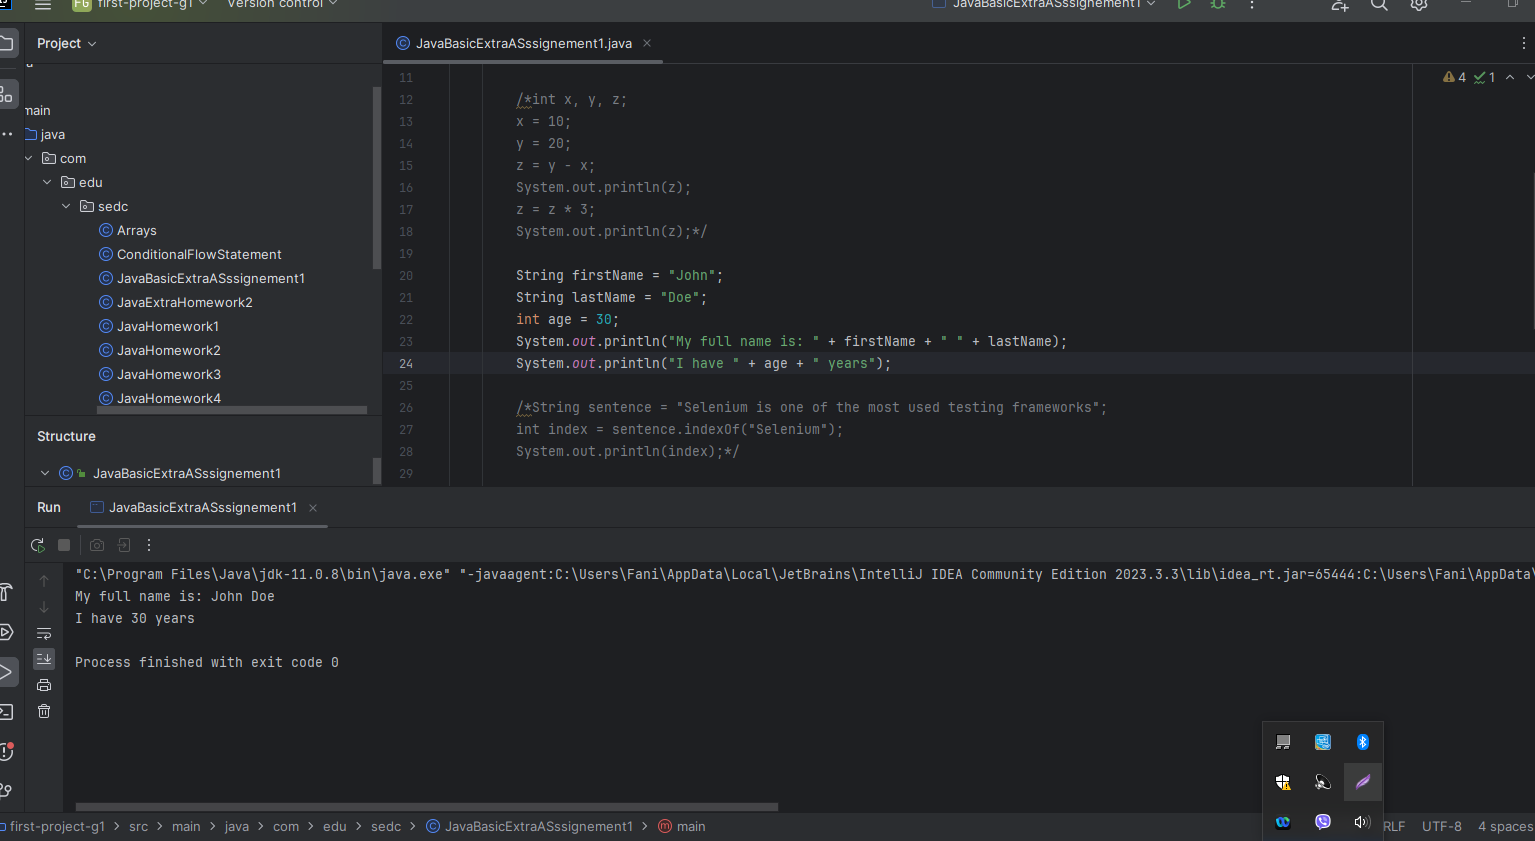 FG first-project-g1 Version control JavaBasicExtraASssignement1
Project
JavaBasicExtraASssignement1.java
main
java
com
edu
sedc
Arrays
ConditionalFlowStatement
JavaBasicExtraASssignement1
JavaExtraHomework2
JavaHomework1
JavaHomework2
JavaHomework3
JavaHomework4
Structure
JavaBasicExtraASssignement1
4 1
11
12 /*int x, y, z;
13 x = 10;
14 y = 20;
15 z = y - x;
16 System.out.println(z);
17 z = z * 3;
18 System.out.println(z);*/
19
20 String firstName = "John";
21 String lastName = "Doe";
22 int age = 30;
23 System.out.println("My full name is: " + firstName + " " + lastName);
24 System.out.println("I have " + age + " years");
25
26 /*String sentence = "Selenium is one of the most used testing frameworks";
27 int index = sentence.indexOf("Selenium");
28 System.out.println(index);*/
29
Run JavaBasicExtraASssignement1
"C:\Program Files\Java\jdk-11.0.8\bin\java.exe" "-javaagent:C:\Users\Fani\AppData\Local\JetBrains\IntelliJ IDEA Community Edition 2023.3.3\lib\idea_rt.jar=65444:C:\Users\Fani\AppData\
My full name is: John Doe
I have 30 years
Process finished with exit code 0
first-project-g1 > src > main > java > com > edu > sedc > JavaBasicExtraASssignement1 > main
RLF UTF-8 4 spaces